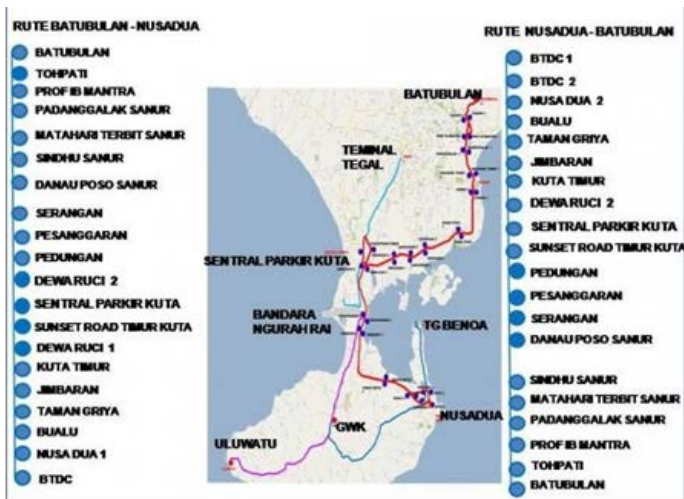 RUTE BATUBULAN - NUSADUA
BATUBULAN
TOHPATI
PROF IB MANTRA
PADANGGALAK SANUR
MATAHARI TERBIT SANUR
SINDHU SANUR
DANAU POSO SANUR
SERANGAN
PESANGGARAN
PEDUNGAN
DEWA RUCI 2
SENTRAL PARKIR KUTA
SUNSET ROAD TIMUR KUTA
DEWA RUCI 1
KUTA TIMUR
JIMBARAN
TAMAN GRIYA
BUALU
NUSA DUA 1
BTDC
BATUBULAN
TEMINAL
TEGAL
SENTRAL PARKIR KUTA
BANDARA
NGURAH RAI
TG BENOA
NUSADUA
GWK
ULUWATU
RUTE NUSADUA-BATUBULAN
BTDC 1
BTDC 2
NUSA DUA 2
BUALU
TAMAN GRIYA
JIMBARAN
KUTA TIMUR
DEWA RUCI 2
SENTRAL PARKIR KUTA
SUNSET ROAD TIMUR KUTA
PEDUNGAN
PESANGGARAN
SERANGAN
DANAU POSO SANUR
SINDHU SANUR
MATAHARI TERBIT SANUR
PADANGGALAK SANUR
PROF IB MANTRA
TOHPATI
BATUBULAN